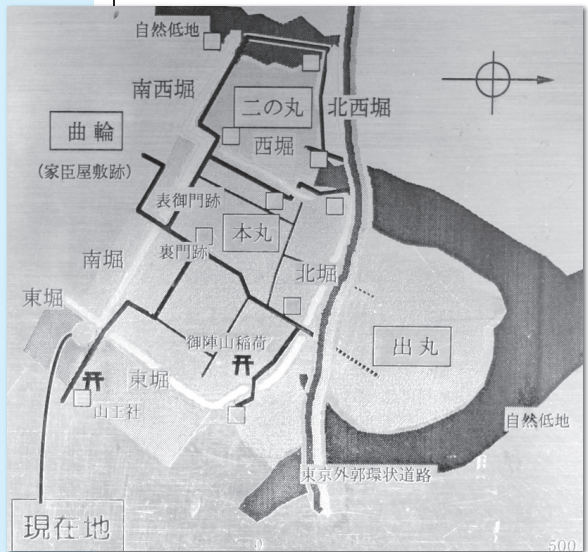 自然低地
南西堀
二の丸
北西堀
曲輪
西堀
(家臣屋敷跡)
表御門跡
本丸
裏門跡
南堀
北堀
東堀
御陣山稲荷
出丸
東堀
山王社
自然低地
東京外郭環状道路
現在地
0
500